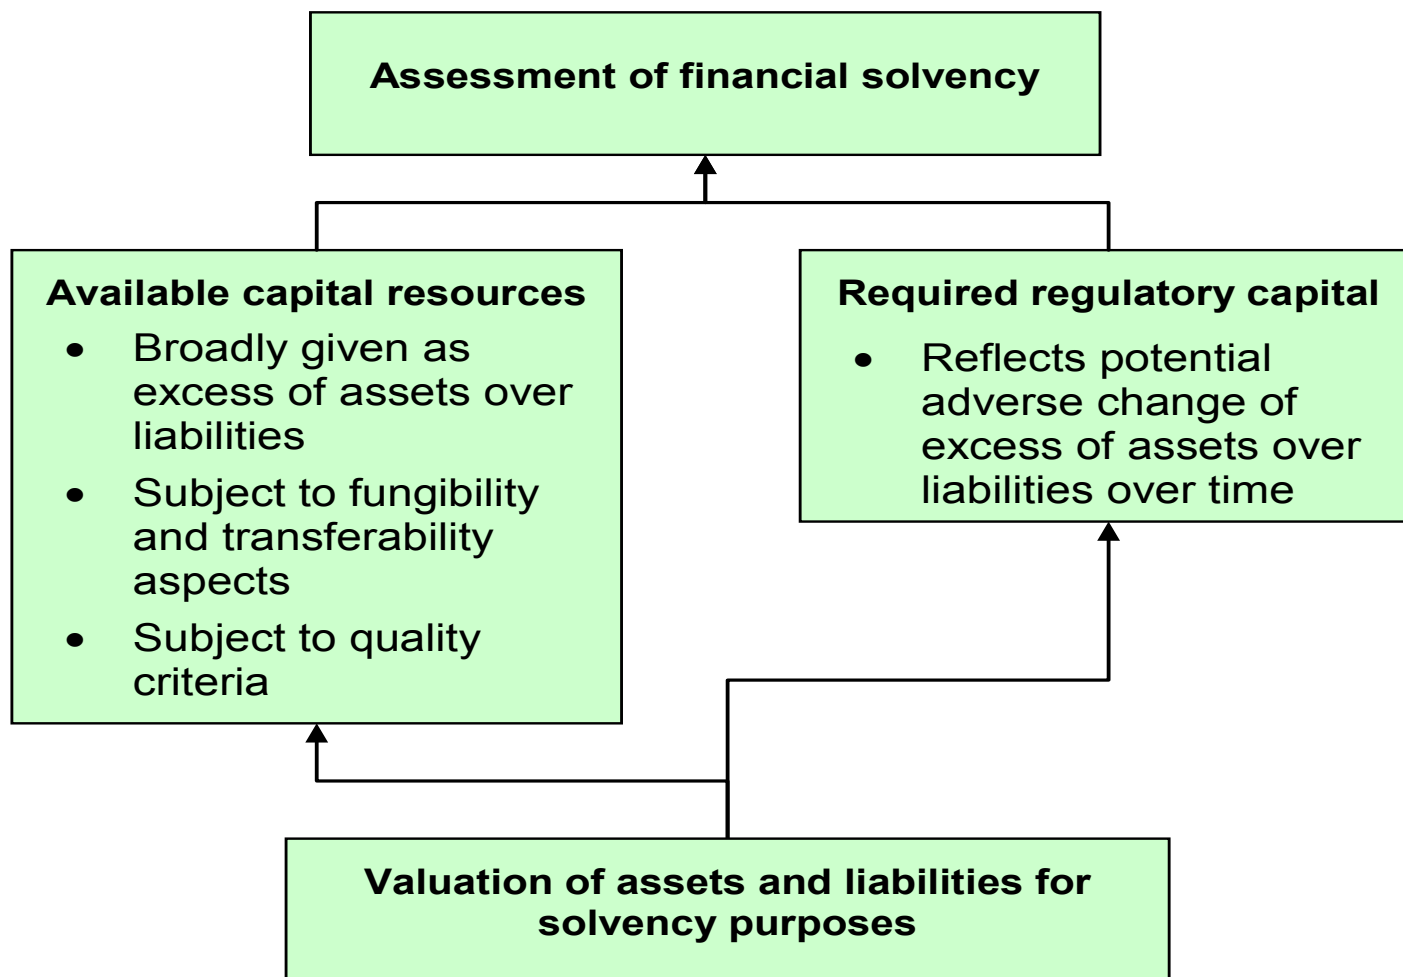 Assessment of financial solvency
Available capital resources
• Broadly given as
excess of assets over
liabilities
• Subject to fungibility
and transferability
aspects
• Subject to quality
criteria
Required regulatory capital
• Reflects potential
adverse change of
excess of assets over
liabilities over time
Valuation of assets and liabilities for
solvency purposes